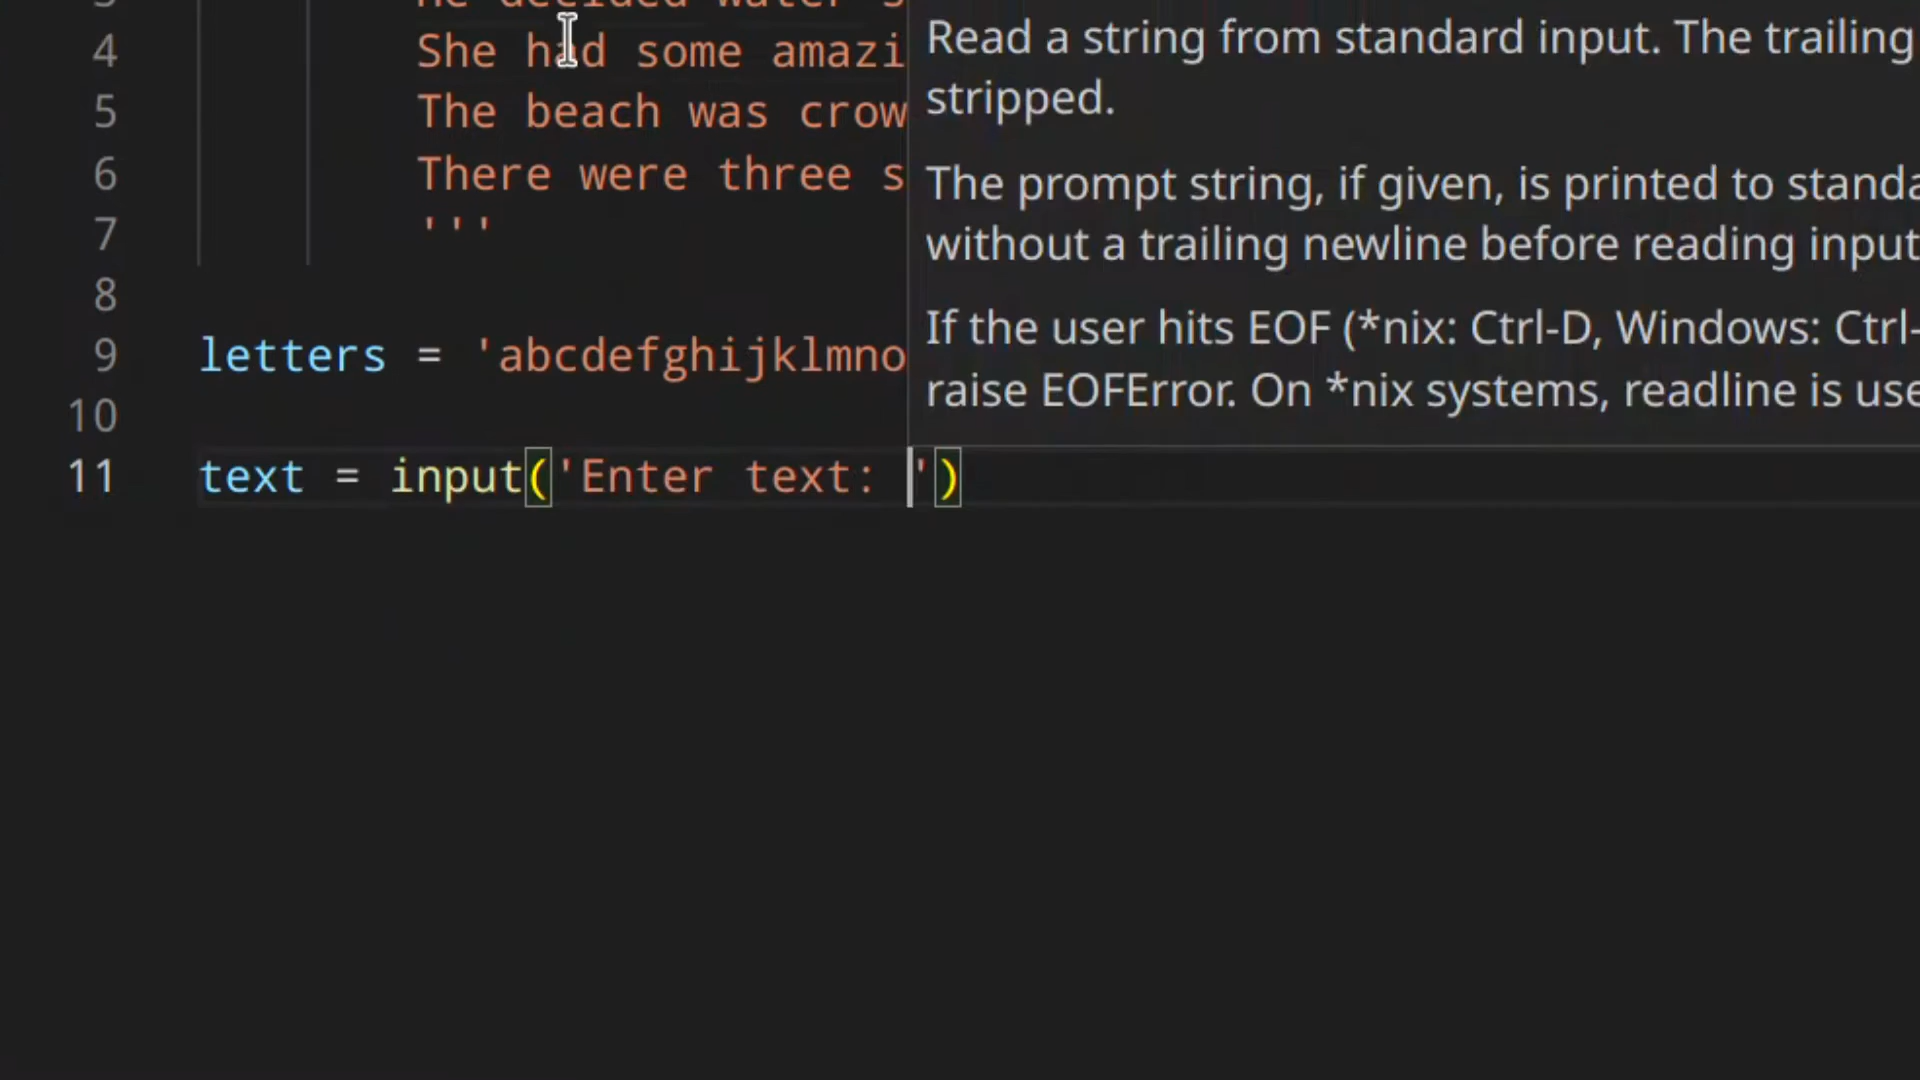 decided water s
4 She had some amazi
5 The beach was crow
6 There were three s
7 '''
8
9 letters = 'abcdefghijklmno
10
11 text = input('Enter text: ')
Read a string from standard input. The trailing
stripped.
The prompt string, if given, is printed to standa
without a trailing newline before reading input
If the user hits EOF (*nix: Ctrl-D, Windows: Ctrl-
raise EOFError. On *nix systems, readline is use